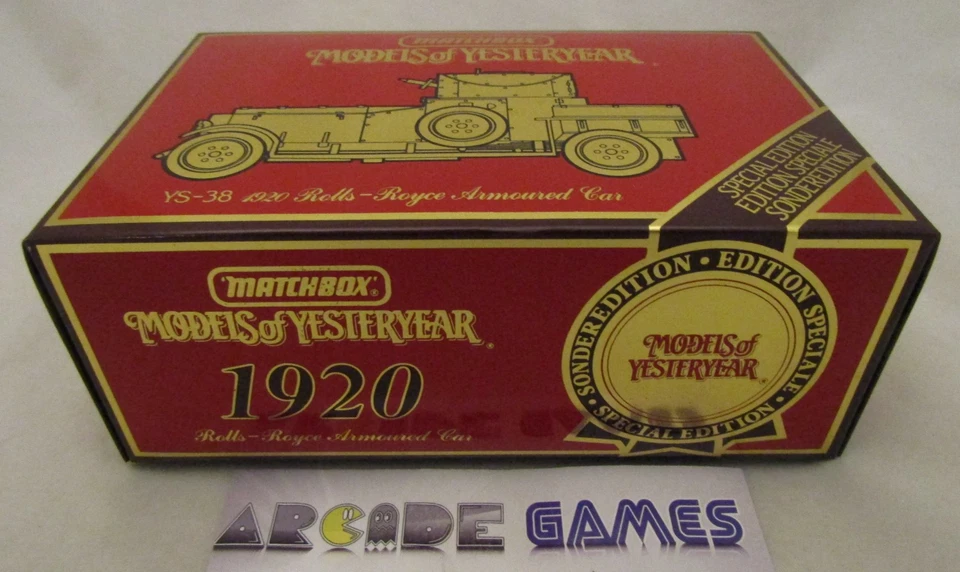 MATCHBOX
MODELS of YESTERYEAR
YS-38 1920 Rolls-Royce Armoured Car
SPECIAL EDITION
EDITION SPECIALE
SONDEREDITION
'MATCHBOX'
MODELS of YESTERYEAR
1920
Rolls-Royce Armoured Car
SONDEREDITION • EDITION SPECIALE • SPECIAL EDITION •
MODELS of
YESTERYEAR
ARCADE GAMES